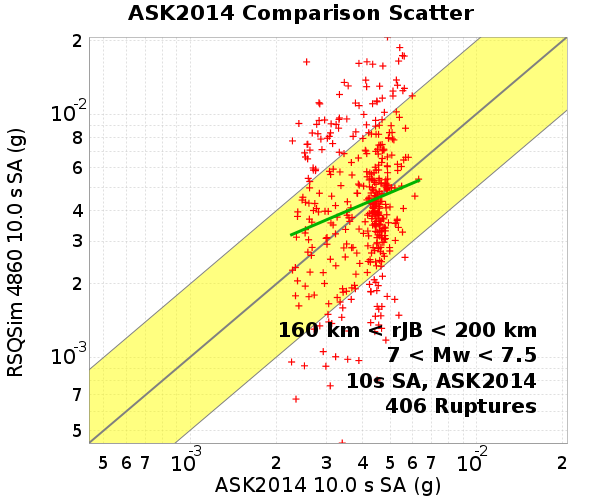 ASK2014 Comparison Scatter
RSQSim 4860 10.0 s SA (g)
2
10-2
8
6
4
3
2
10-3
7
5
160 km < rJB < 200 km
7 < Mw < 7.5
10s SA, ASK2014
406 Ruptures
5 6 7 10-3 2 3 4 5 6 7 10-2 2
ASK2014 10.0 s SA (g)